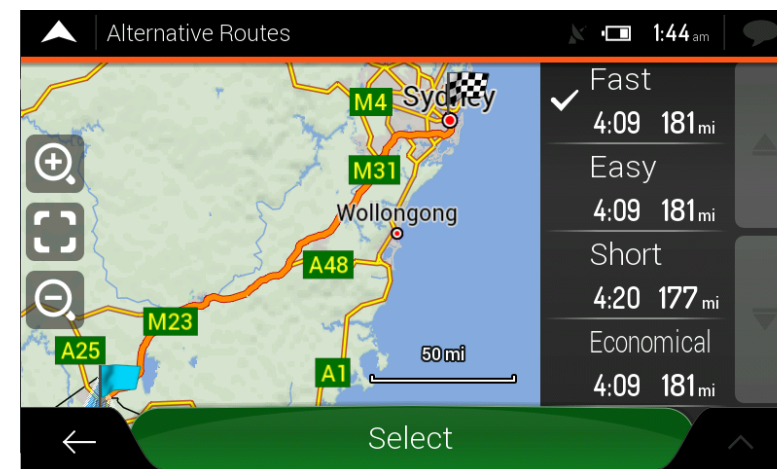 Alternative Routes
1:44 am
M4
Sydney
M31
Wollongong
A48
M23
A25
A1
50 mi
Fast
4:09 181 mi
Easy
4:09 181 mi
Short
4:20 177 mi
Economical
4:09 181 mi
Select